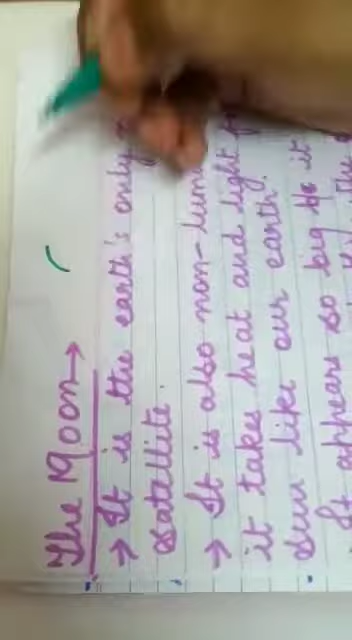 The Moon →
→ It is the earth's only
satellite.
→ It is also non-lum
it takes heat and light
Sun like our earth.
It appears so big